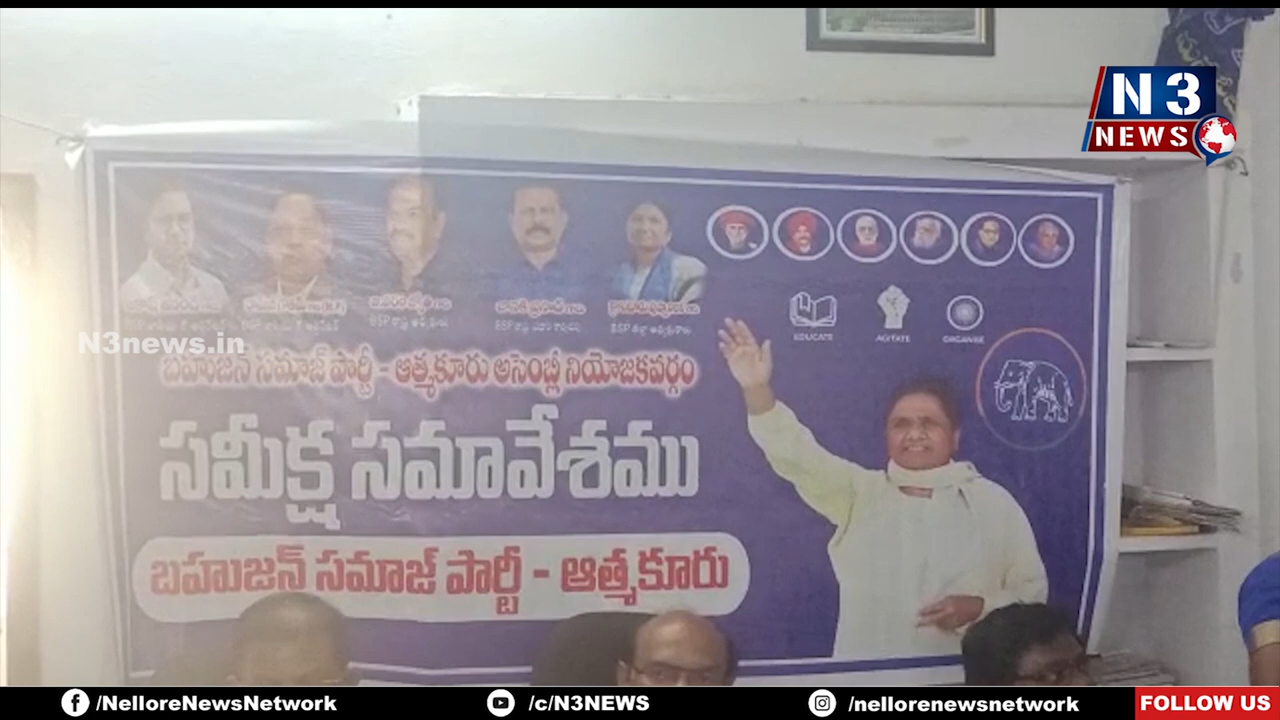 N3
NEWS
EDUCATE AGITATE ORGANISE
N3news.in
బహుజన్ సమాజ్ పార్టీ - ఆత్మకూరు అసెంబ్లీ నియోజకవర్గం
సమీక్ష సమావేశము
బహుజన్ సమాజ్ పార్టీ - ఆత్మకూరు
/NelloreNewsNetwork /c/N3NEWS /nellorenewsnetwork FOLLOW US